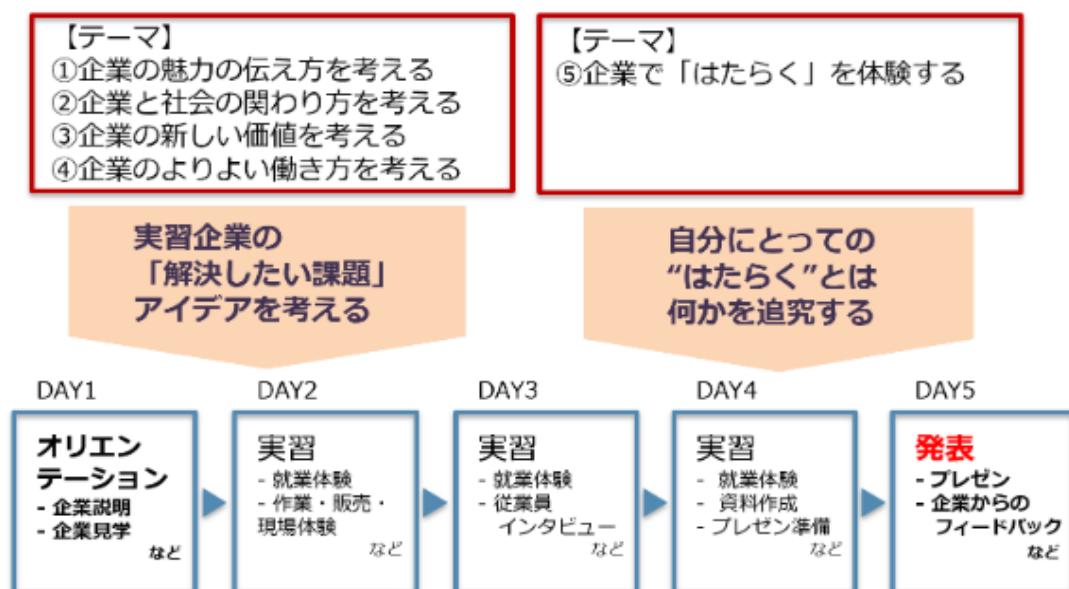 【テーマ】
①企業の魅力の伝え方を考える
②企業と社会の関わり方を考える
③企業の新しい価値を考える
④企業のよりよい働き方を考える
【テーマ】
⑤企業で「はたらく」を体験する
実習企業の
「解決したい課題」
アイデアを考える
自分にとっての
“はたらく”とは
何かを追究する
DAY1
オリエン
テーション
- 企業説明
- 企業見学
など
DAY2
実習
- 就業体験
- 作業・販売・
現場体験
など
DAY3
実習
- 就業体験
- 従業員
インタビュー
など
DAY4
実習
- 就業体験
- 資料作成
- プレゼン準備
など
DAY5
発表
- プレゼン
- 企業からの
フィードバック
など